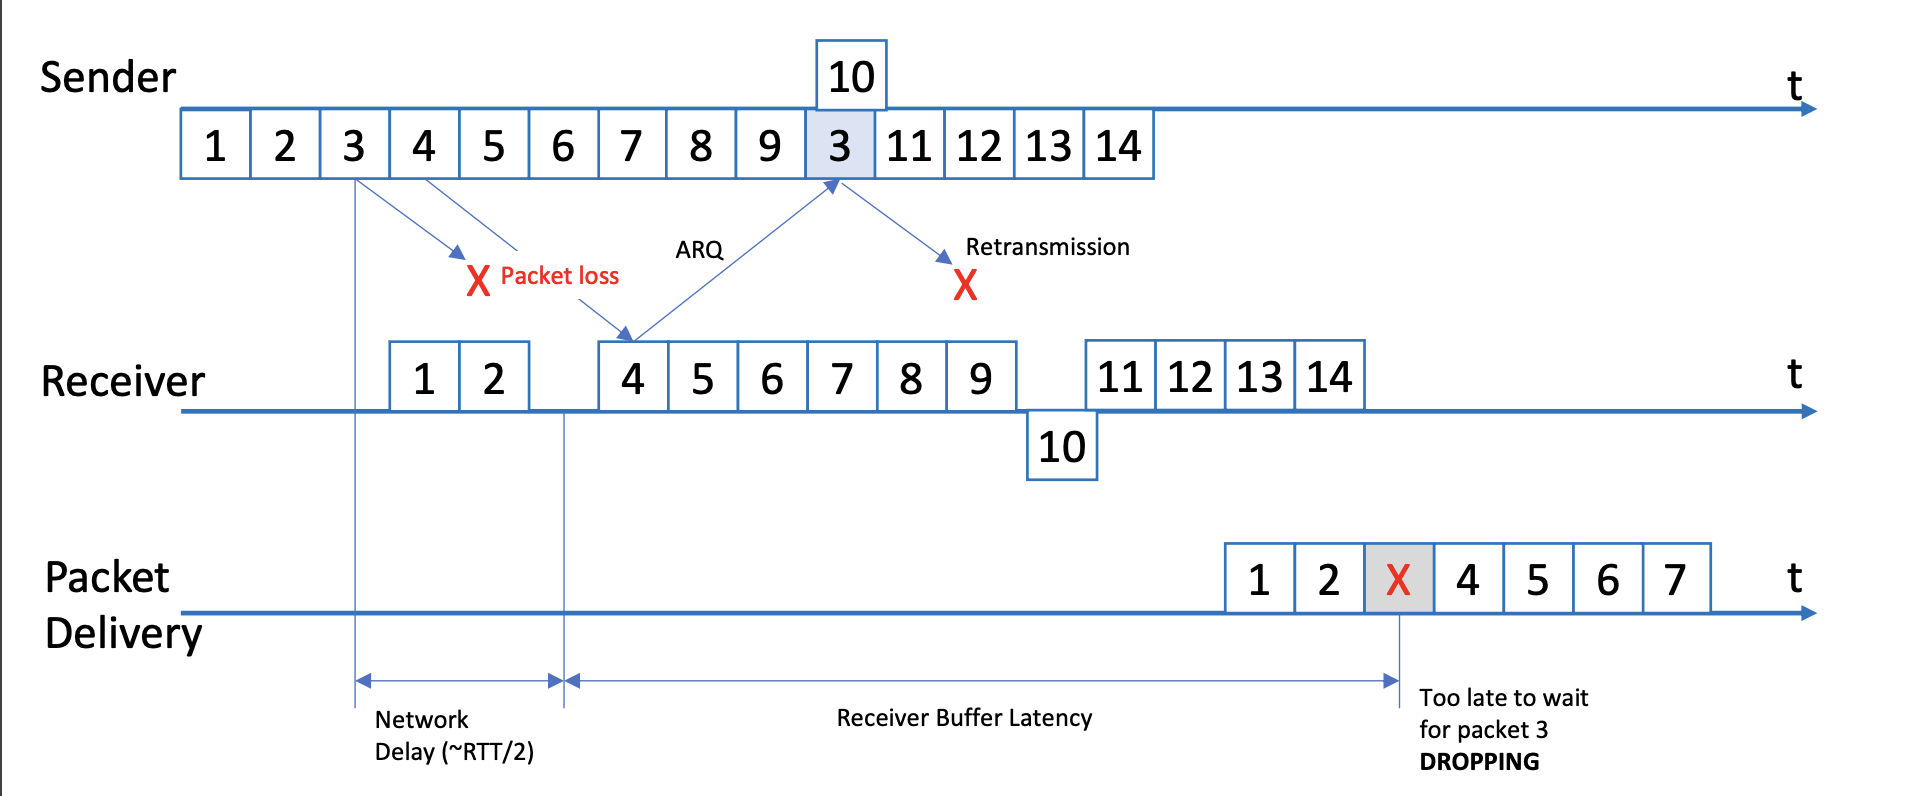 10
Sender
t
1 2 3 4 5 6 7 8 9 3 11 12 13 14
ARQ
Retransmission
X Packet loss
X
1 2 4 5 6 7 8 9 11 12 13 14
Receiver
t
10
1 2 X 4 5 6 7
Packet
Delivery
t
Network
Delay (~RTT/2)
Receiver Buffer Latency
Too late to wait
for packet 3
DROPPING